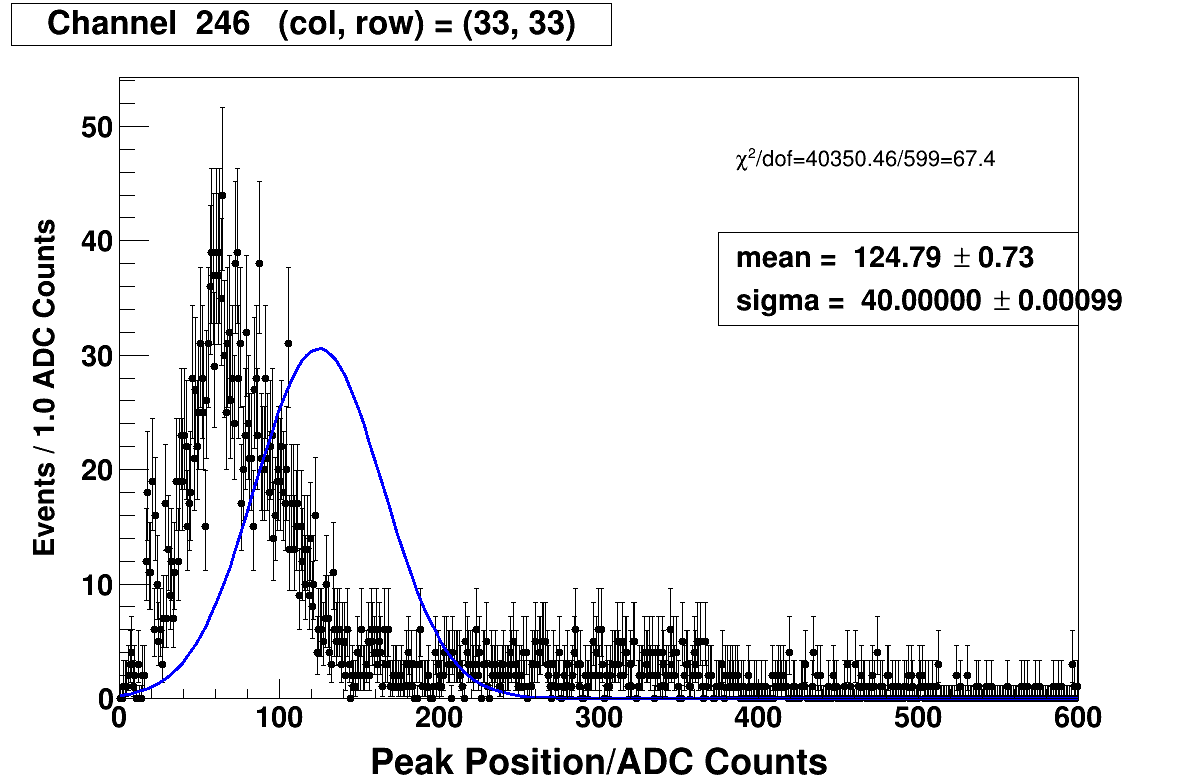 Channel 246 (col, row) = (33, 33)
χ²/dof=40350.46/599=67.4
mean = 124.79 ± 0.73
sigma = 40.00000 ± 0.00099
Events / 1.0 ADC Counts
50
40
30
20
10
0
0 100 200 300 400 500 600
Peak Position/ADC Counts